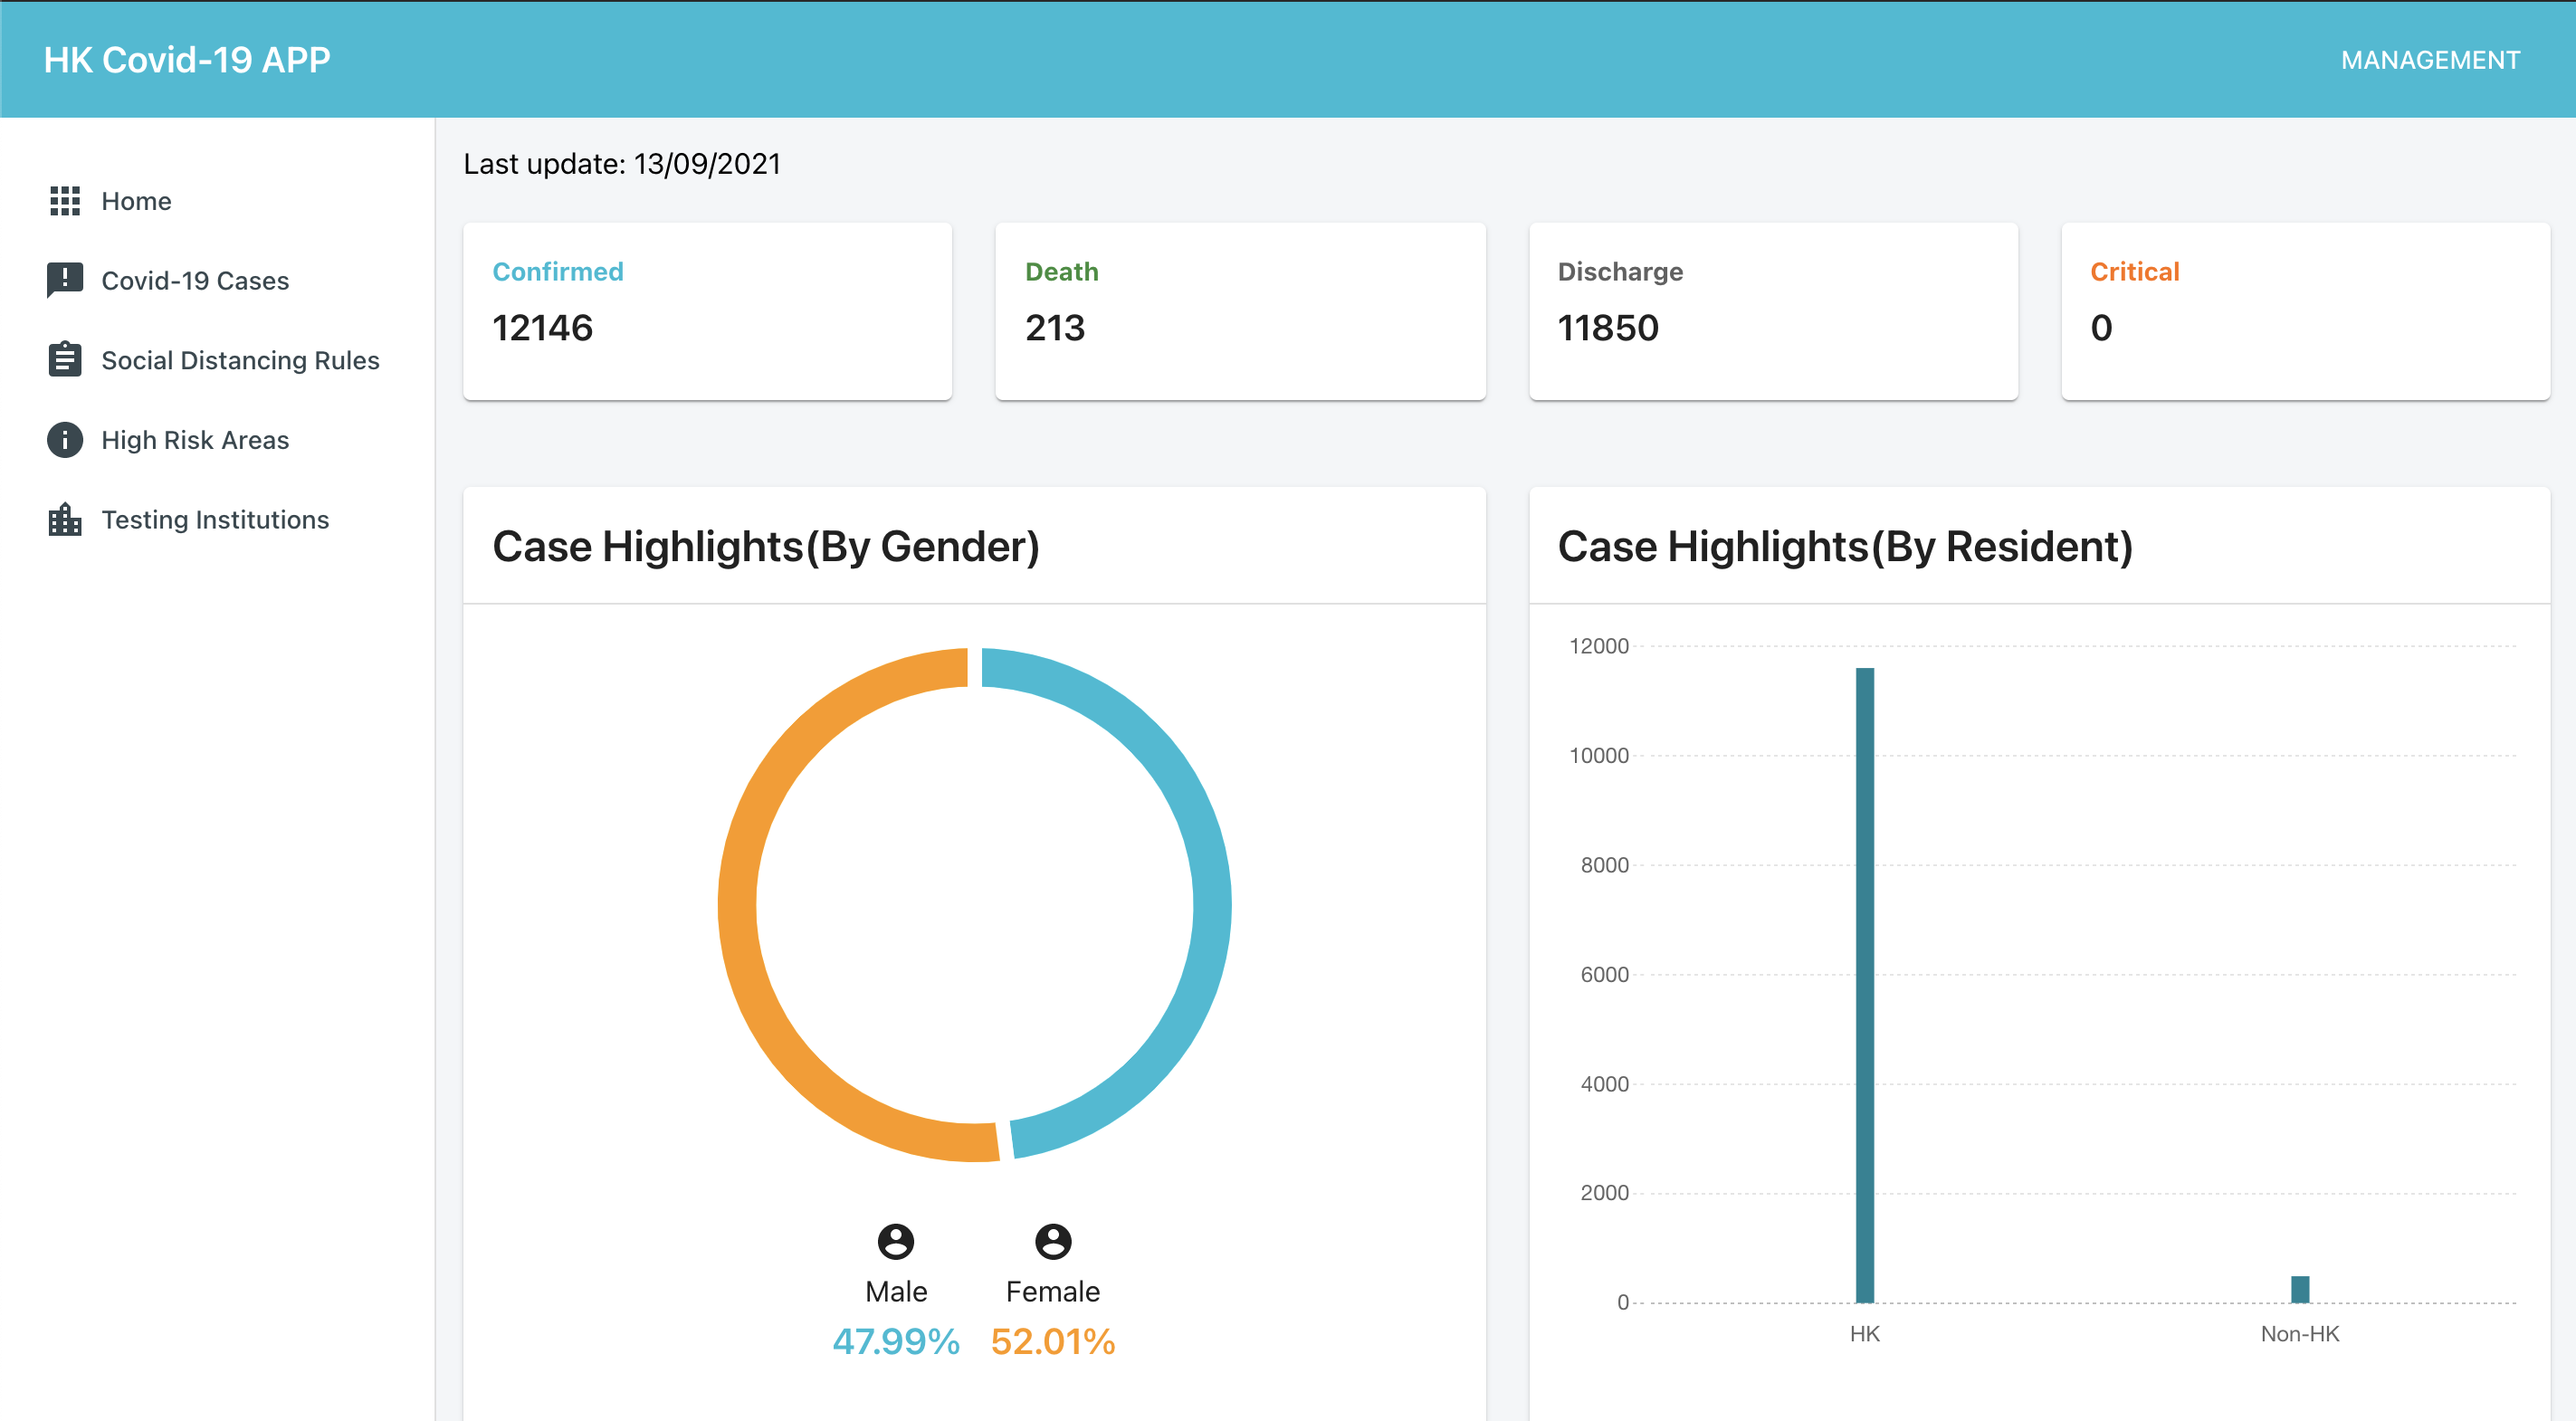 HK Covid-19 APP
MANAGEMENT
Home
Covid-19 Cases
Social Distancing Rules
High Risk Areas
Testing Institutions
Last update: 13/09/2021
Confirmed
12146
Death
213
Discharge
11850
Critical
0
Case Highlights(By Gender)
Male
47.99%
Female
52.01%
Case Highlights(By Resident)
12000
10000
8000
6000
4000
2000
0
HK
Non-HK